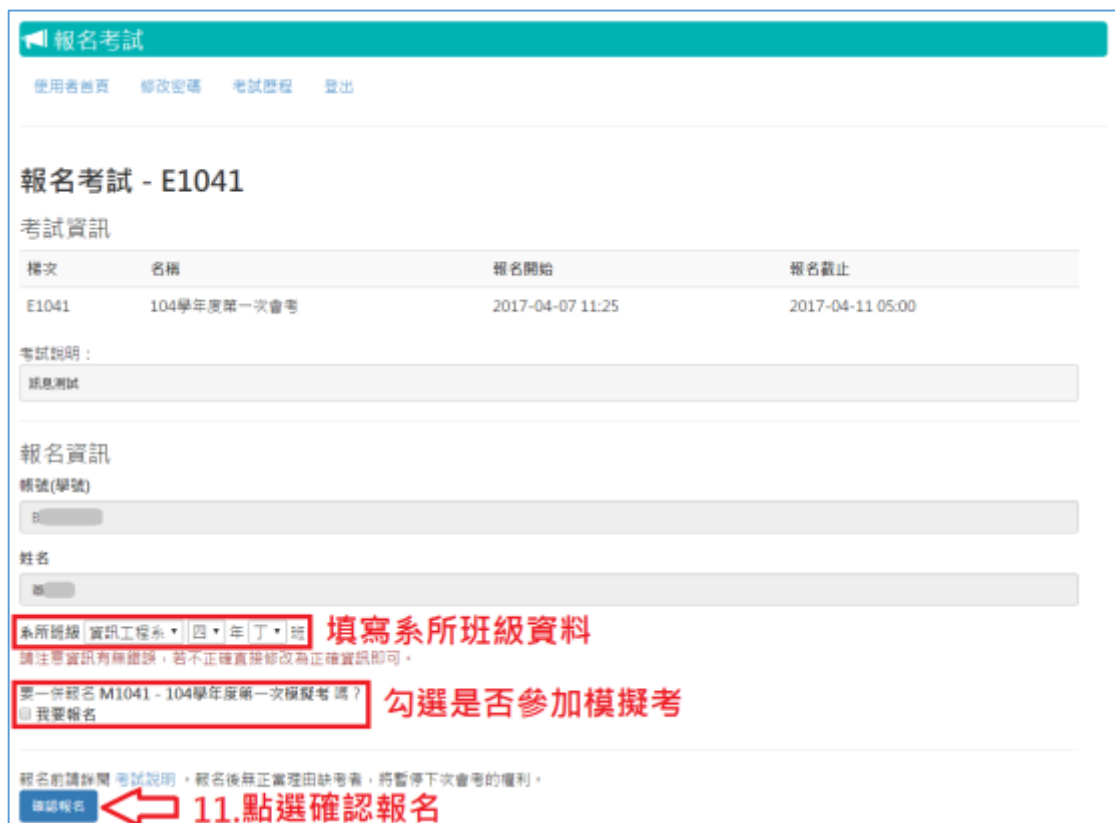 報名考試
使用者首頁 修改密碼 考試歷程 登出
報名考試 - E1041
考試資訊
梯次 名稱 報名開始 報名截止
E1041 104學年度第一次會考 2017-04-07 11:25 2017-04-11 05:00
考試說明：
訊息測試
報名資訊
帳號(學號)
B
姓名
系所班級 資訊工程系 四 年 丁 班 填寫系所班級資料
請注意資訊有無錯誤，若不正確直接修改為正確資訊即可。
要一併報名 M1041 - 104學年度第一次模擬考 嗎？
我要報名 勾選是否參加模擬考
報名前請詳閱 考試說明 。報名後無正當理由缺考者，將暫停下次會考的權利。
確認報名 11.點選確認報名